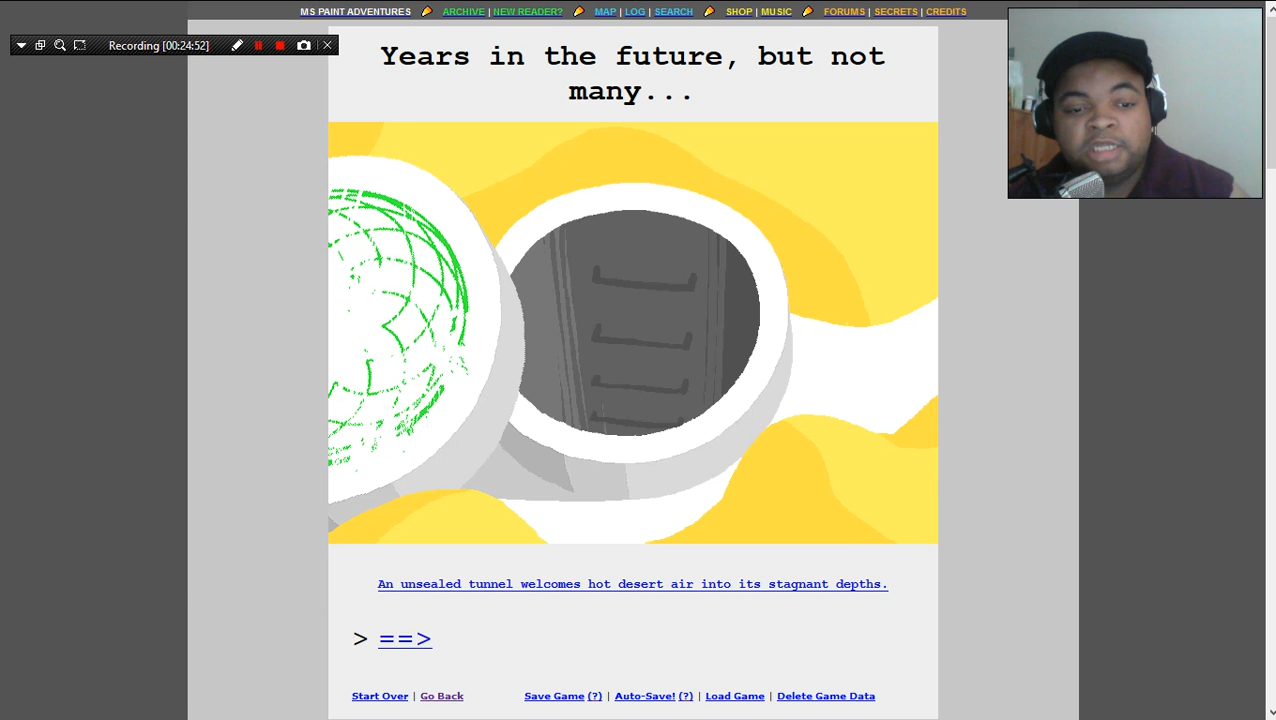 MS PAINT ADVENTURES ARCHIVE | NEW READER? MAP | LOG | SEARCH SHOP | MUSIC FORUMS | SECRETS | CREDITS
Recording [00:24:52]
Years in the future, but not
many...
An unsealed tunnel welcomes hot desert air into its stagnant depths.
> ==>
Start Over | Go Back Save Game (?) | Auto-Save! (?) | Load Game | Delete Game Data